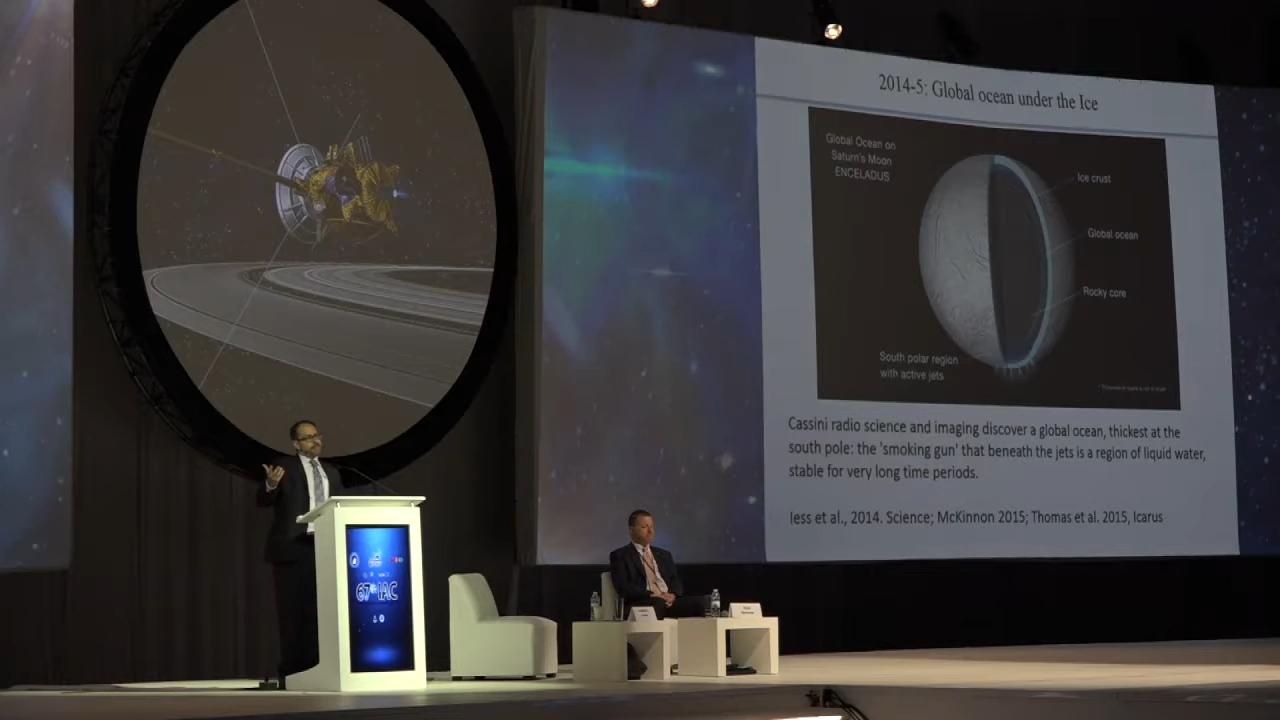 2014-5: Global ocean under the Ice
Global Ocean on
Saturn's Moon
ENCELADUS
Ice crust
Global ocean
Rocky core
South polar region
with active jets
Cassini radio science and imaging discover a global ocean, thickest at the
south pole: the 'smoking gun' that beneath the jets is a region of liquid water,
stable for very long time periods.
Iess et al., 2014. Science; McKinnon 2015; Thomas et al. 2015, Icarus
67th IAC